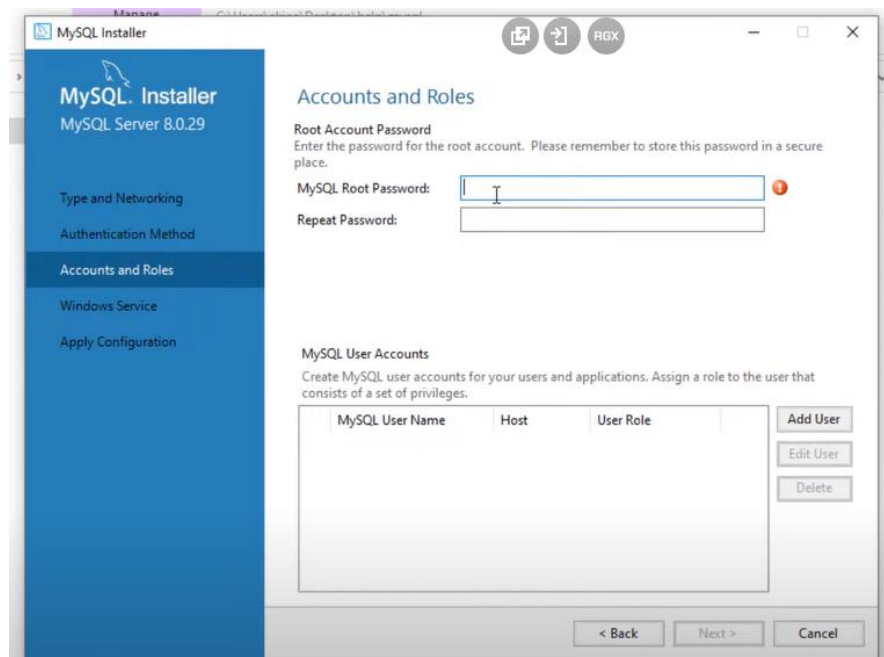 Manage
MySQL Installer
RGX
MySQL. Installer
MySQL Server 8.0.29
Type and Networking
Authentication Method
Accounts and Roles
Windows Service
Apply Configuration
Accounts and Roles
Root Account Password
Enter the password for the root account. Please remember to store this password in a secure
place.
MySQL Root Password:
Repeat Password:
MySQL User Accounts
Create MySQL user accounts for your users and applications. Assign a role to the user that
consists of a set of privileges.
MySQL User Name Host User Role
Add User
Edit User
Delete
< Back Next > Cancel